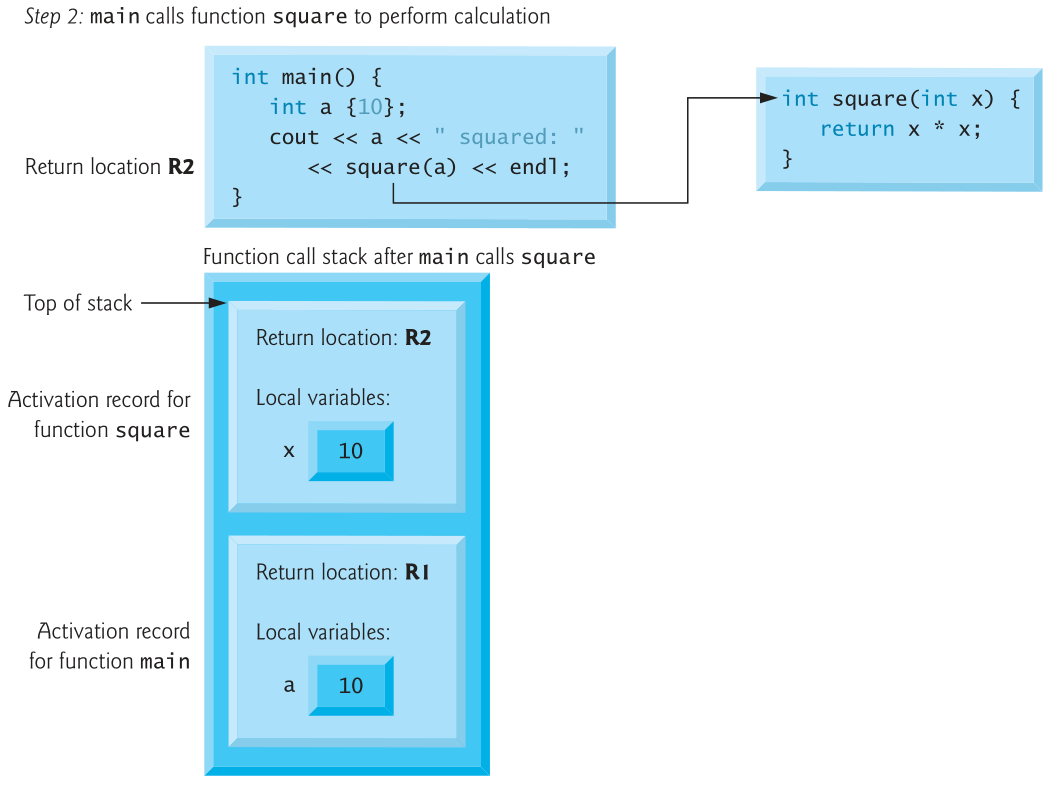 Step 2: main calls function square to perform calculation
int main() {
int a {10};
cout << a << " squared: "
Return location R2
<< square(a) << endl;
}
int square(int x) {
return x * x;
}
Function call stack after main calls square
Top of stack
Return location: R2
Activation record for
function square
Local variables:
x 10
Return location: R1
Activation record
for function main
Local variables:
a 10